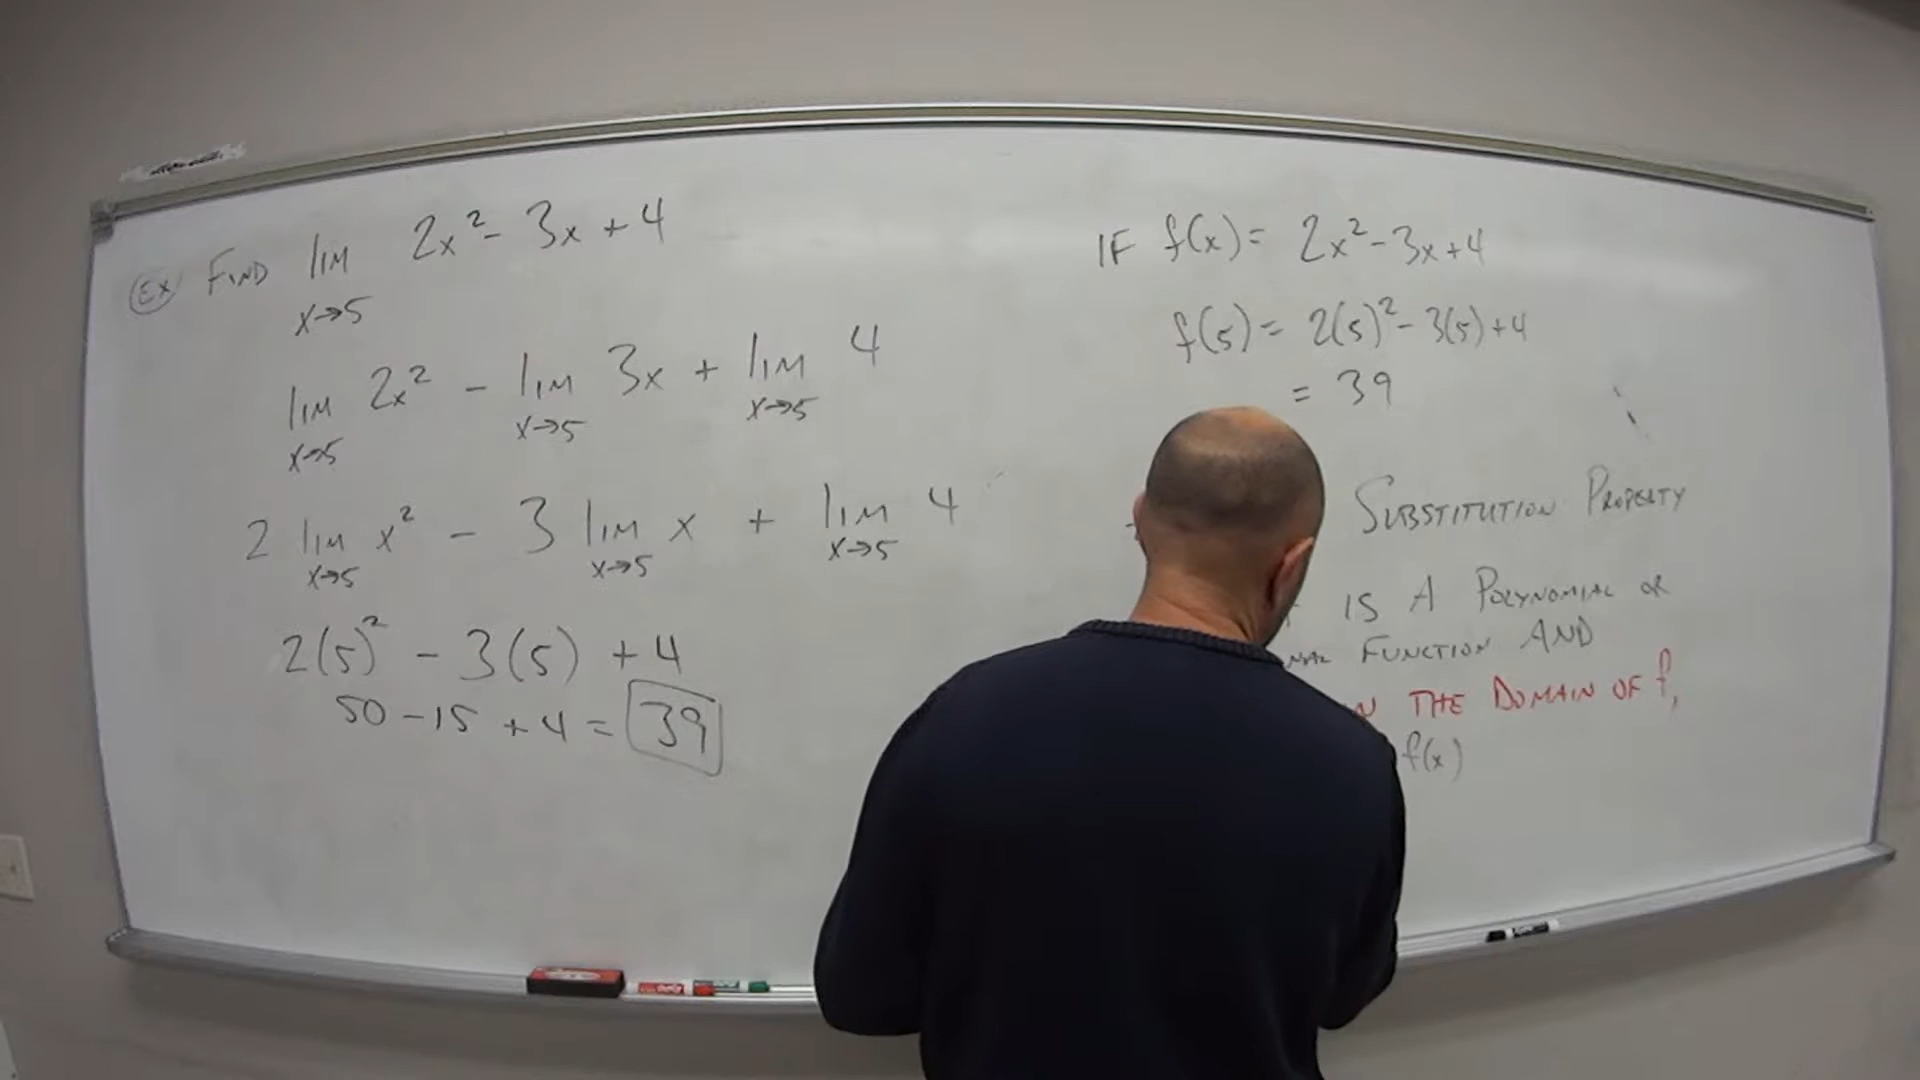 Ex FIND lim 2x² - 3x + 4
x→5
lim 2x² - lim 3x + lim 4
x→5 x→5 x→5
2 lim x² - 3 lim x + lim 4
x→5 x→5 x→5
2(5)² - 3(5) + 4
50 - 15 + 4 = 39
IF f(x) = 2x² - 3x + 4
f(5) = 2(5)² - 3(5) + 4
= 39
SUBSTITUTION PROPERTY
IS A POLYNOMIAL OR
FUNCTION AND
THE DOMAIN OF f,
f(x)